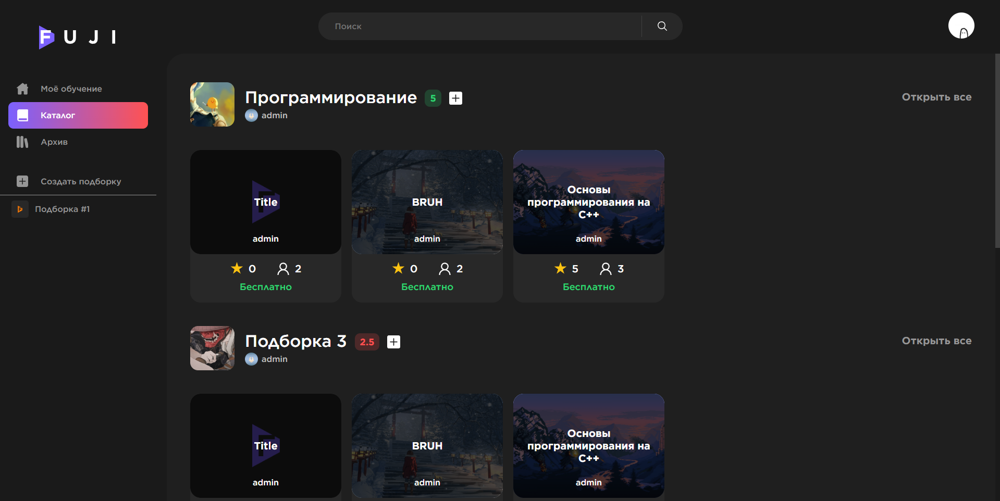 FUJI
Поиск
Моё обучение
Каталог
Архив
Создать подборку
Подборка #1
Программирование 5
admin
Открыть все
Title
admin
0 2
Бесплатно
BRUH
admin
0 2
Бесплатно
Основы
программирования на
C++
admin
5 3
Бесплатно
Подборка 3 2.5
admin
Открыть все
Title
admin
BRUH
admin
Основы
программирования на
C++
admin